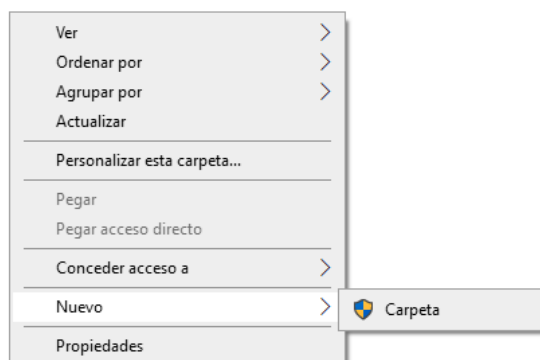 Ver
Ordenar por
Agrupar por
Actualizar
Personalizar esta carpeta...
Pegar
Pegar acceso directo
Conceder acceso a
Nuevo
Carpeta
Propiedades